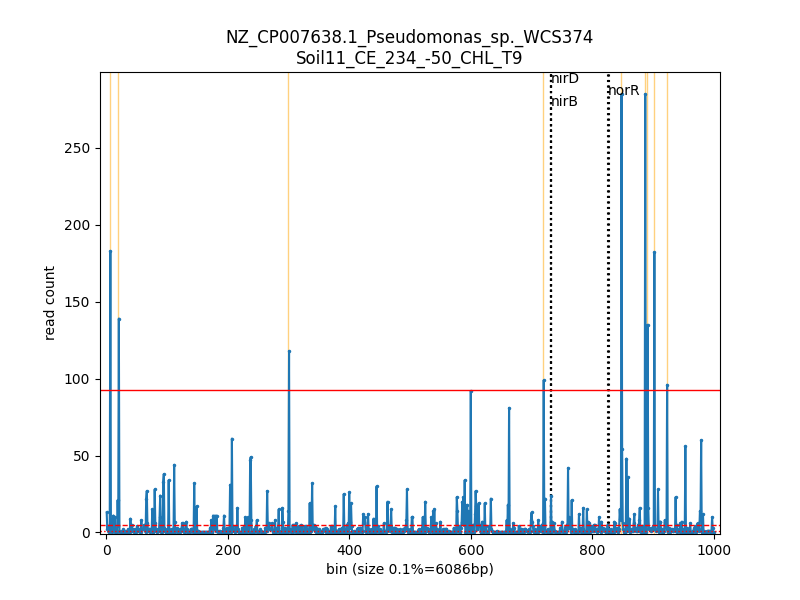 NZ_CP007638.1_Pseudomonas_sp._WCS374
Soil11_CE_234_-50_CHL_T9
nirD
norR
nirB
250
200
150
100
50
0
read count
0
200
400
600
800
1000
bin (size 0.1%=6086bp)